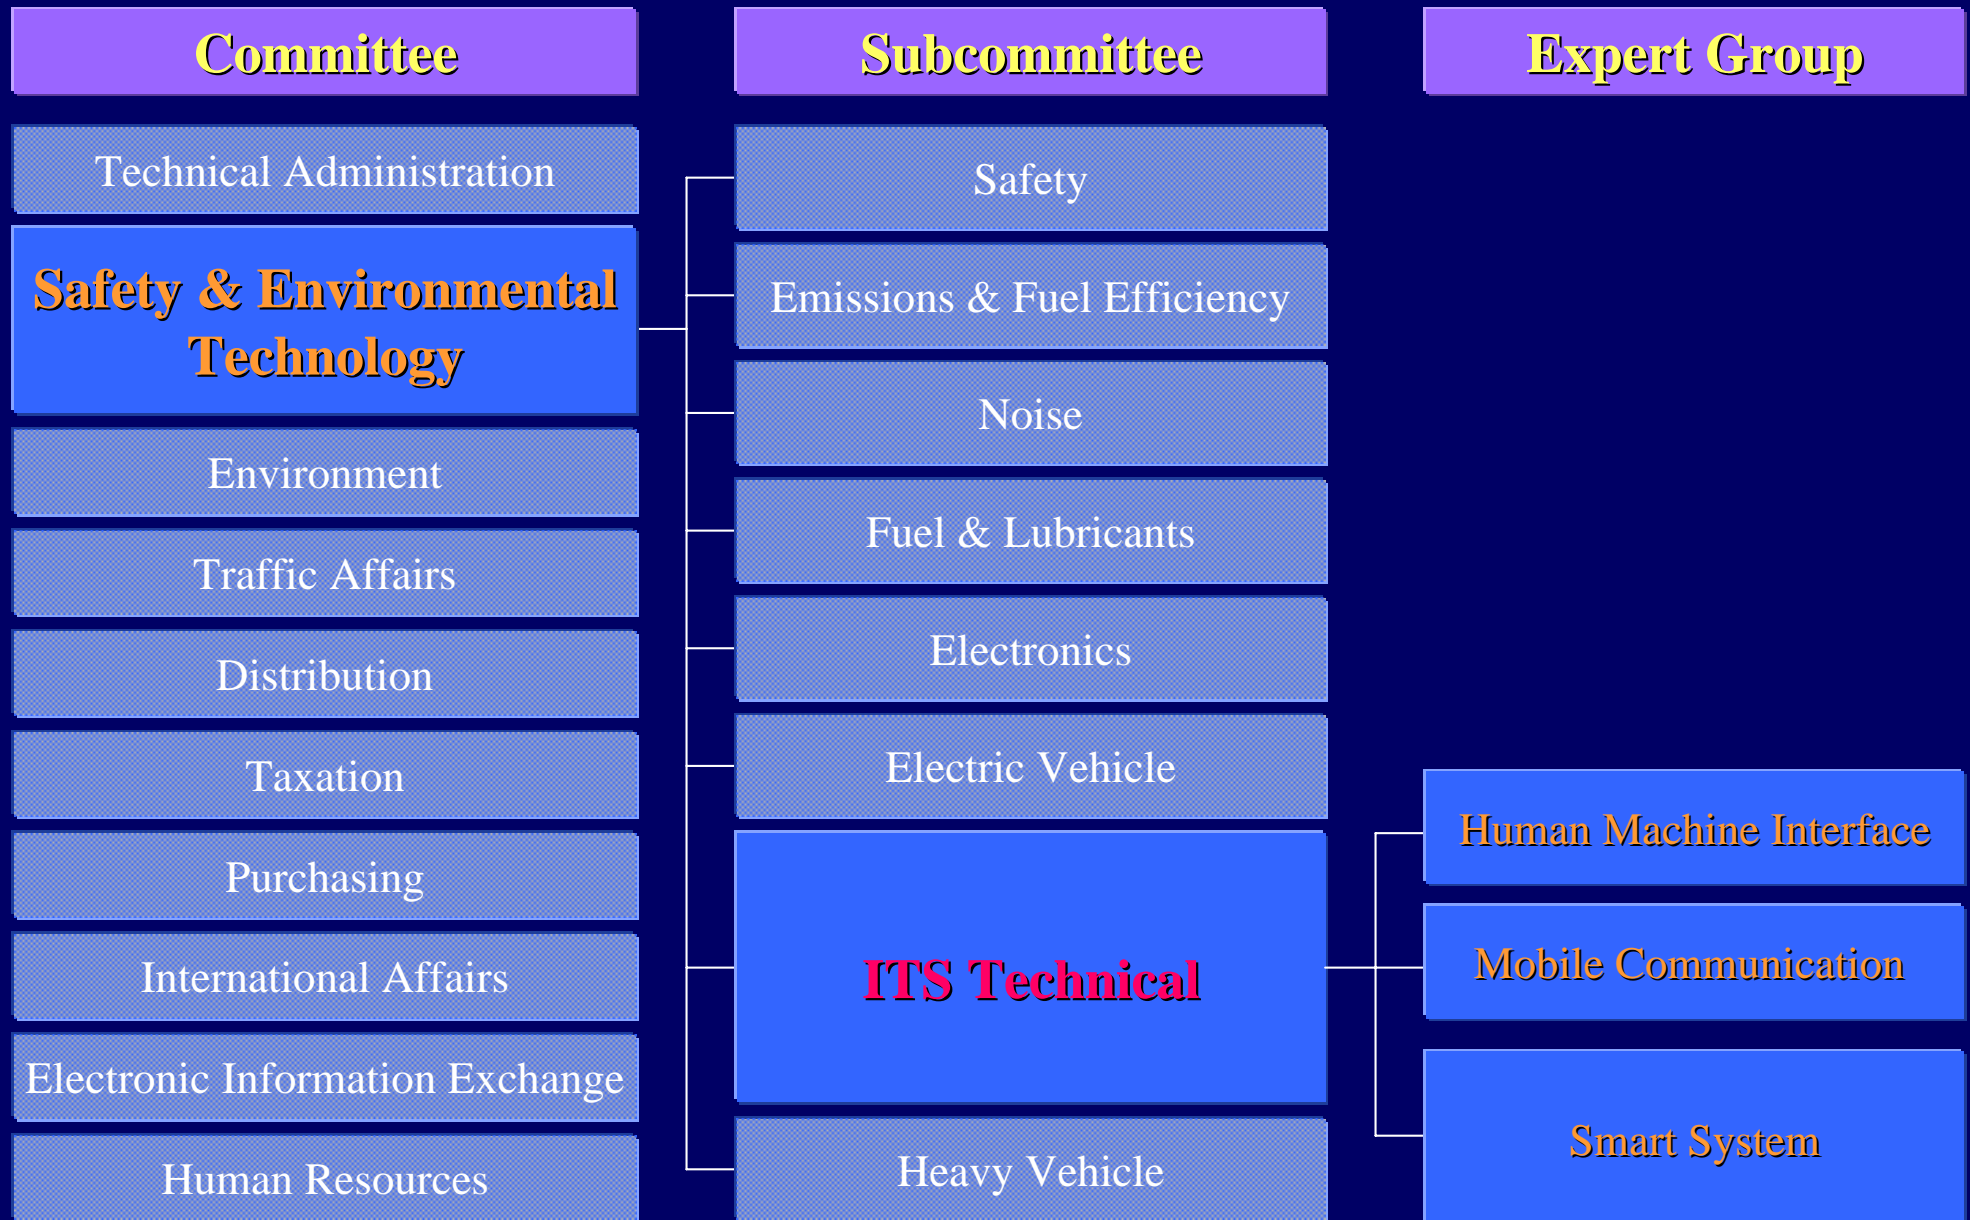 Committee
Technical Administration
Safety & Environmental
Technology
Environment
Traffic Affairs
Distribution
Taxation
Purchasing
International Affairs
Electronic Information Exchange
Human Resources
Subcommittee
Safety
Emissions & Fuel Efficiency
Noise
Fuel & Lubricants
Electronics
Electric Vehicle
ITS Technical
Heavy Vehicle
Expert Group
Human Machine Interface
Mobile Communication
Smart System